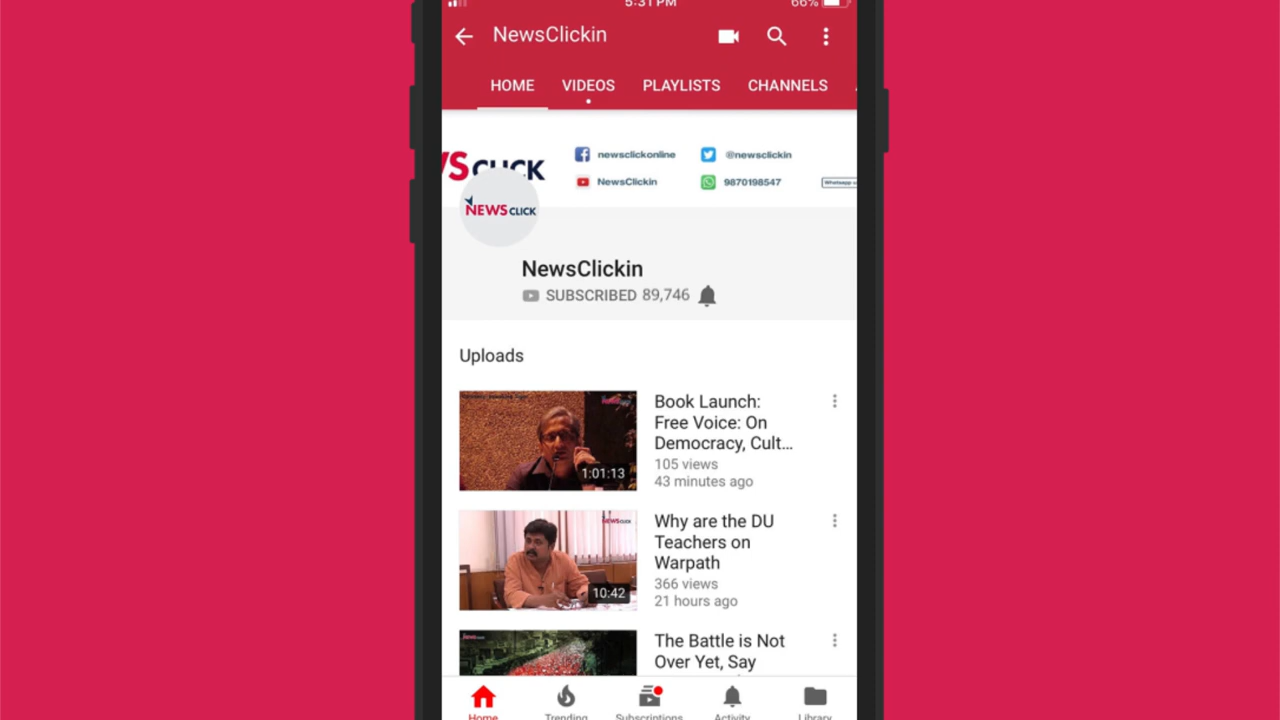 5:31 PM
66%
NewsClickin
HOME VIDEOS PLAYLISTS CHANNELS
WS CLICK
newsclickonline @newsclickin
NewsClickin 9870198547
Whatsapp u
NEWS CLICK
NewsClickin
SUBSCRIBED 89,746
Uploads
Book Launch:
Free Voice: On
Democracy, Cult...
105 views
43 minutes ago
1:01:13
Why are the DU
Teachers on
Warpath
366 views
21 hours ago
NEWSCLICK
10:42
The Battle is Not
Over Yet, Say
Home Trending Subscriptions Activity Library